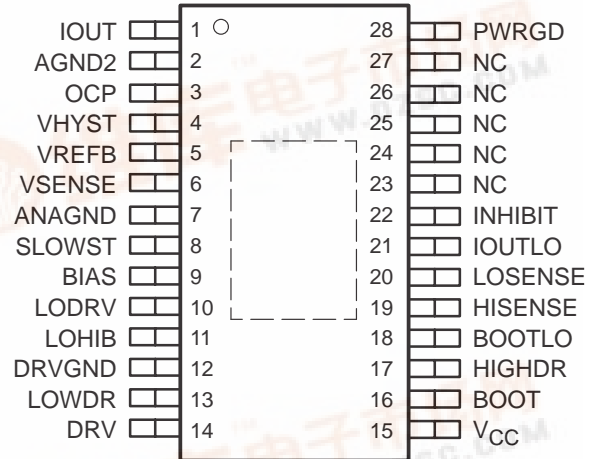 IOUT 1 28 PWRGD
AGND2 2 27 NC
OCP 3 26 NC
VHYST 4 25 NC
VREFB 5 24 NC
VSENSE 6 23 NC
ANAGND 7 22 INHIBIT
SLOWST 8 21 IOUTLO
BIAS 9 20 LOSENSE
LODRV 10 19 HISENSE
LOHIB 11 18 BOOTLO
DRVGND 12 17 HIGHDR
LOWDR 13 16 BOOT
DRV 14 15 VCC